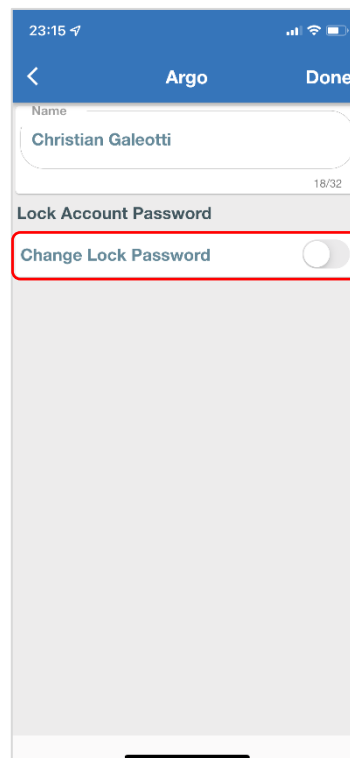 23:15
Argo
Done
Name
Christian Galeotti
18/32
Lock Account Password
Change Lock Password